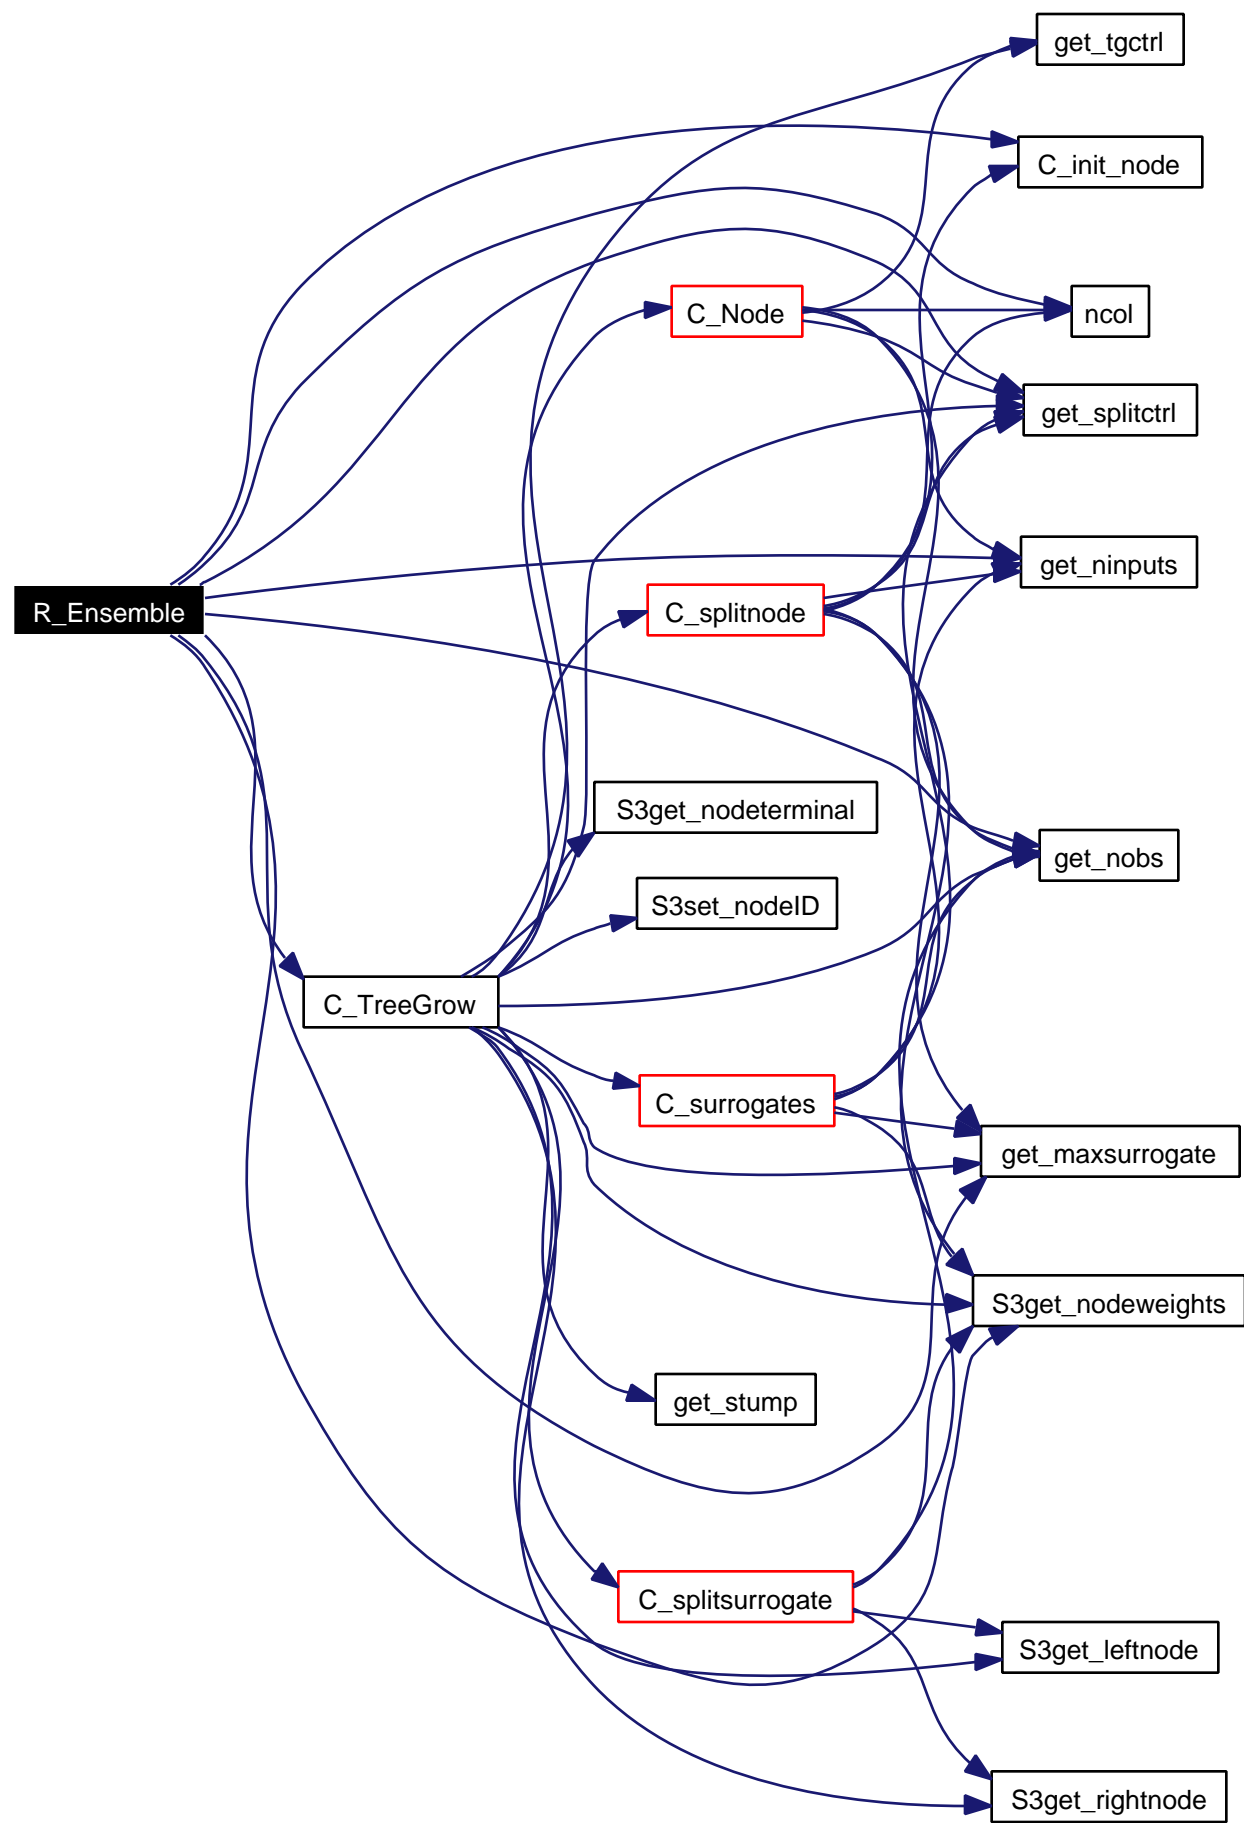 get_tgctrl
C_init_node
C_Node
ncol
get_splitctrl
get_ninputs
R_Ensemble
C_splitnode
S3get_nodeterminal
get_nobs
S3set_nodeID
C_TreeGrow
C_surrogates
get_maxsurrogate
S3get_nodeweights
get_stump
C_splitsurrogate
S3get_leftnode
S3get_rightnode